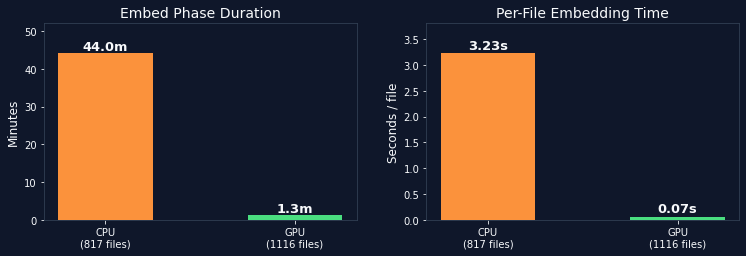 Embed Phase Duration
50
40
30
20
10
0
Minutes
44.0m
1.3m
CPU
(817 files)
GPU
(1116 files)
Per-File Embedding Time
3.5
3.0
2.5
2.0
1.5
1.0
0.5
0.0
Seconds / file
3.23s
0.07s
CPU
(817 files)
GPU
(1116 files)